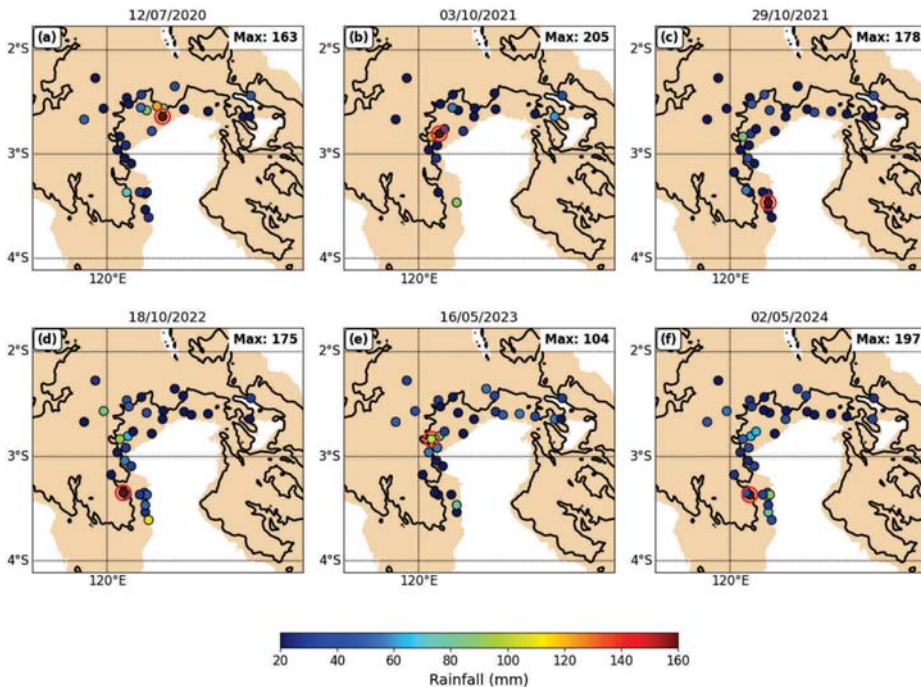 12/07/2020 03/10/2021 29/10/2021
(a) Max: 163 (b) Max: 205 (c) Max: 178
2°S
3°S 3°S 3°S
4°S 4°S 4°S
120°E 120°E 120°E
18/10/2022 16/05/2023 02/05/2024
(d) Max: 175 (e) Max: 104 (f) Max: 197
2°S 2°S 2°S
3°S 3°S 3°S
4°S 4°S 4°S
120°E 120°E 120°E
20 40 60 80 100 120 140 160
Rainfall (mm)